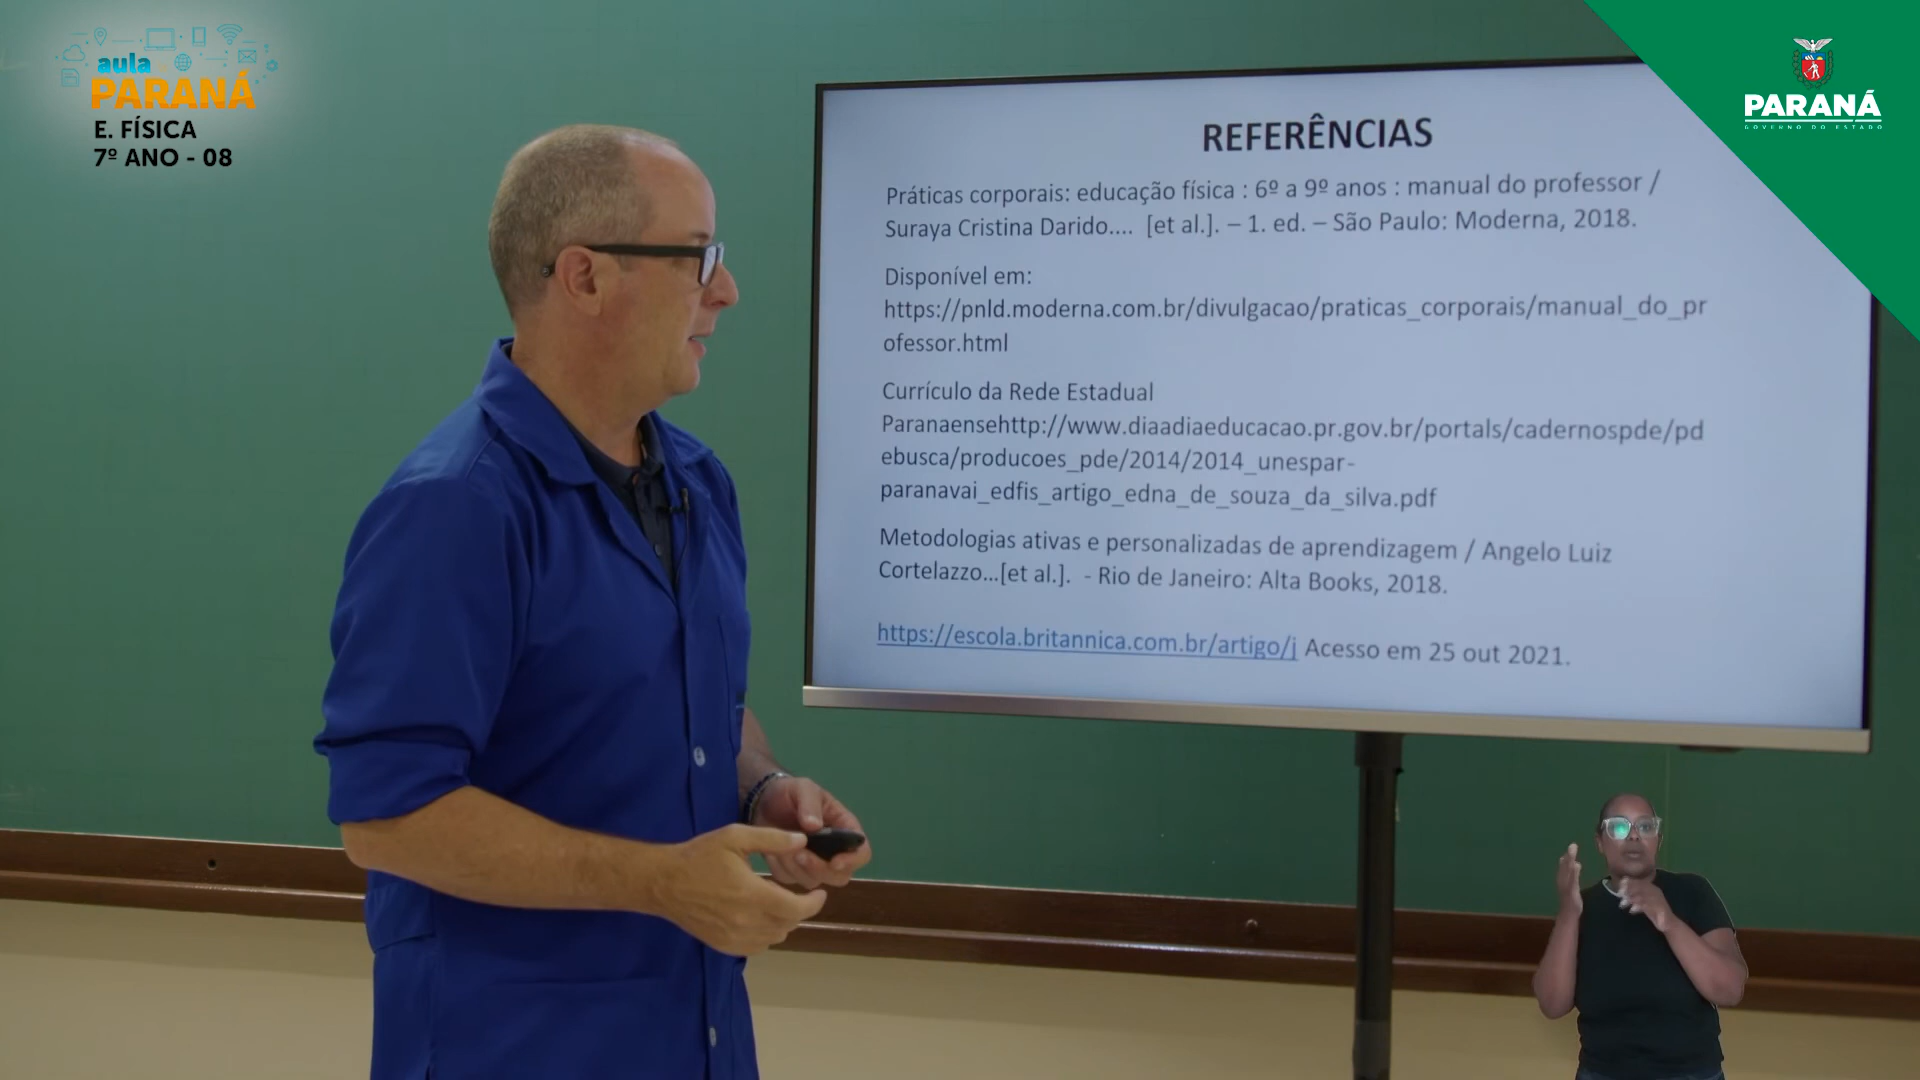 aula
PARANÁ
E. FÍSICA
7º ANO - 08
PARANÁ
GOVERNO DO ESTADO
REFERÊNCIAS
Práticas corporais: educação física : 6º a 9º anos : manual do professor /
Suraya Cristina Darido.... [et al.]. – 1. ed. – São Paulo: Moderna, 2018.
Disponível em:
https://pnld.moderna.com.br/divulgacao/praticas_corporais/manual_do_pr
ofessor.html
Currículo da Rede Estadual
Paranaensehttp://www.diaadiaeducacao.pr.gov.br/portals/cadernospde/pd
ebusca/producoes_pde/2014/2014_unespar-
paranavai_edfis_artigo_edna_de_souza_da_silva.pdf
Metodologias ativas e personalizadas de aprendizagem / Angelo Luiz
Cortelazzo...[et al.]. - Rio de Janeiro: Alta Books, 2018.
https://escola.britannica.com.br/artigo/j Acesso em 25 out 2021.